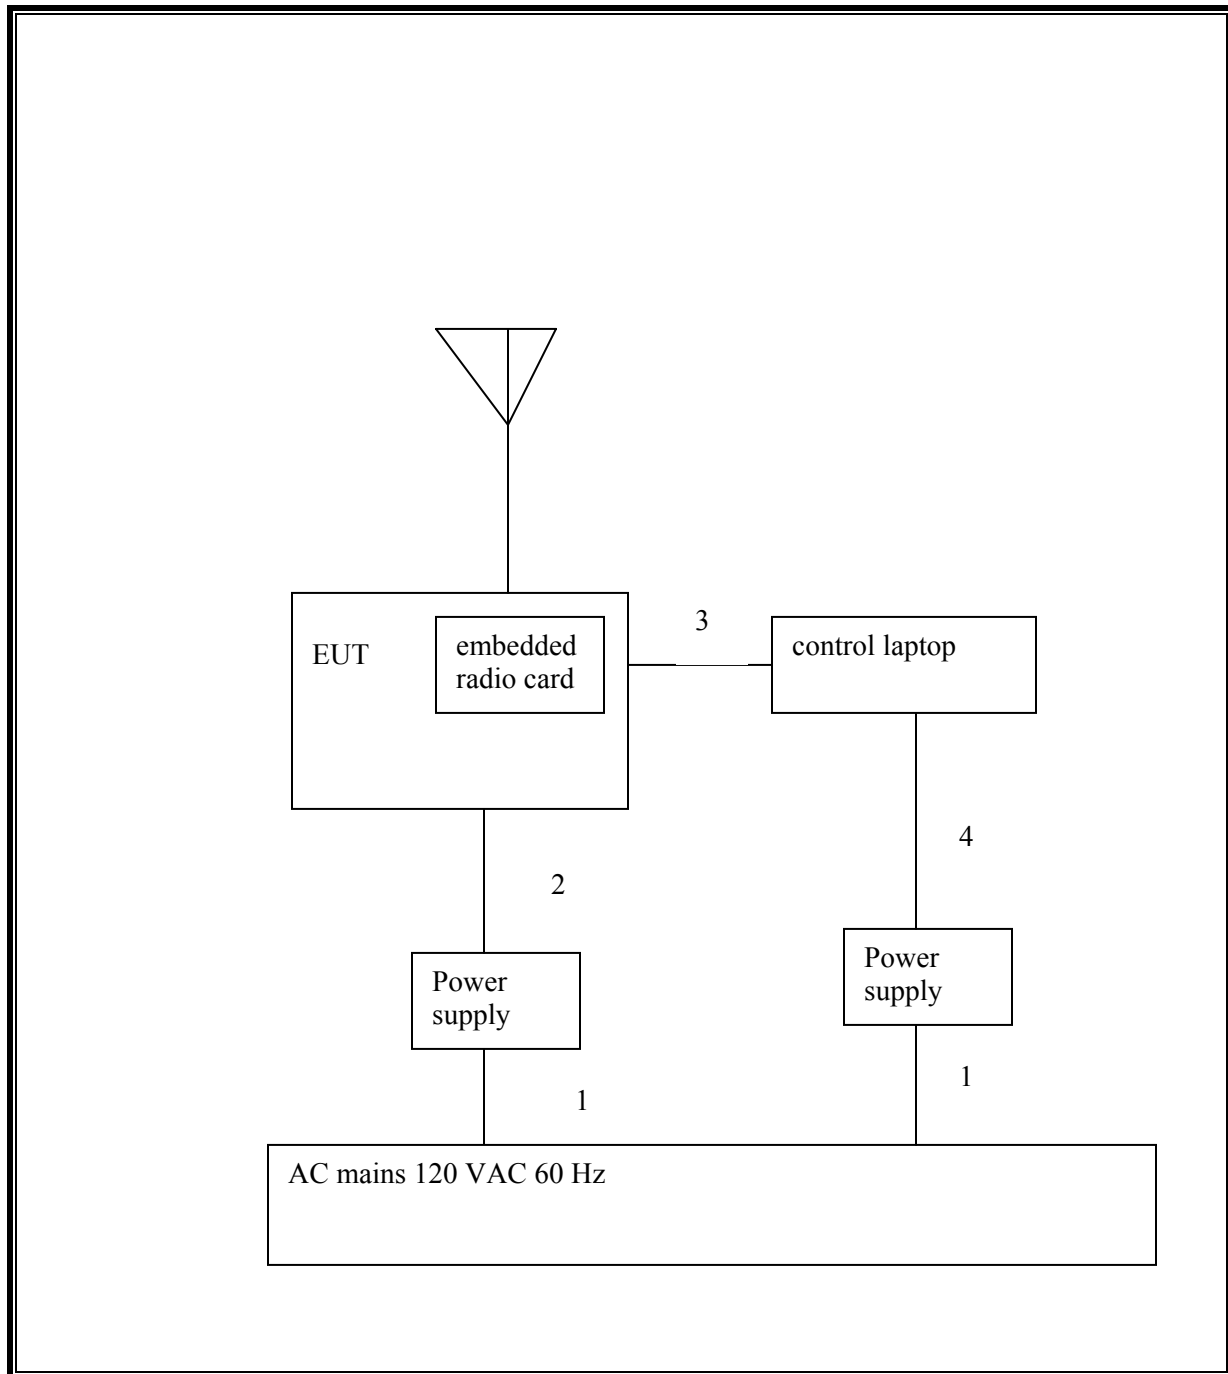 3
EUT
embedded
radio card
control laptop
4
2
Power
supply
Power
supply
1
1
AC mains 120 VAC 60 Hz